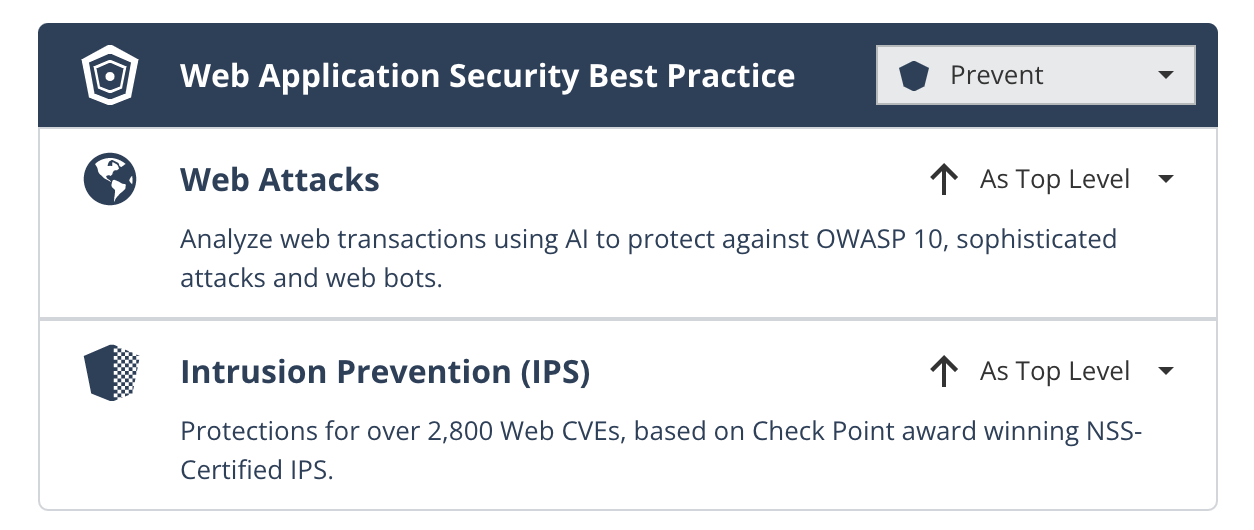 Web Application Security Best Practice
Prevent
Web Attacks
As Top Level
Analyze web transactions using AI to protect against OWASP 10, sophisticated
attacks and web bots.
Intrusion Prevention (IPS)
As Top Level
Protections for over 2,800 Web CVEs, based on Check Point award winning NSS-
Certified IPS.